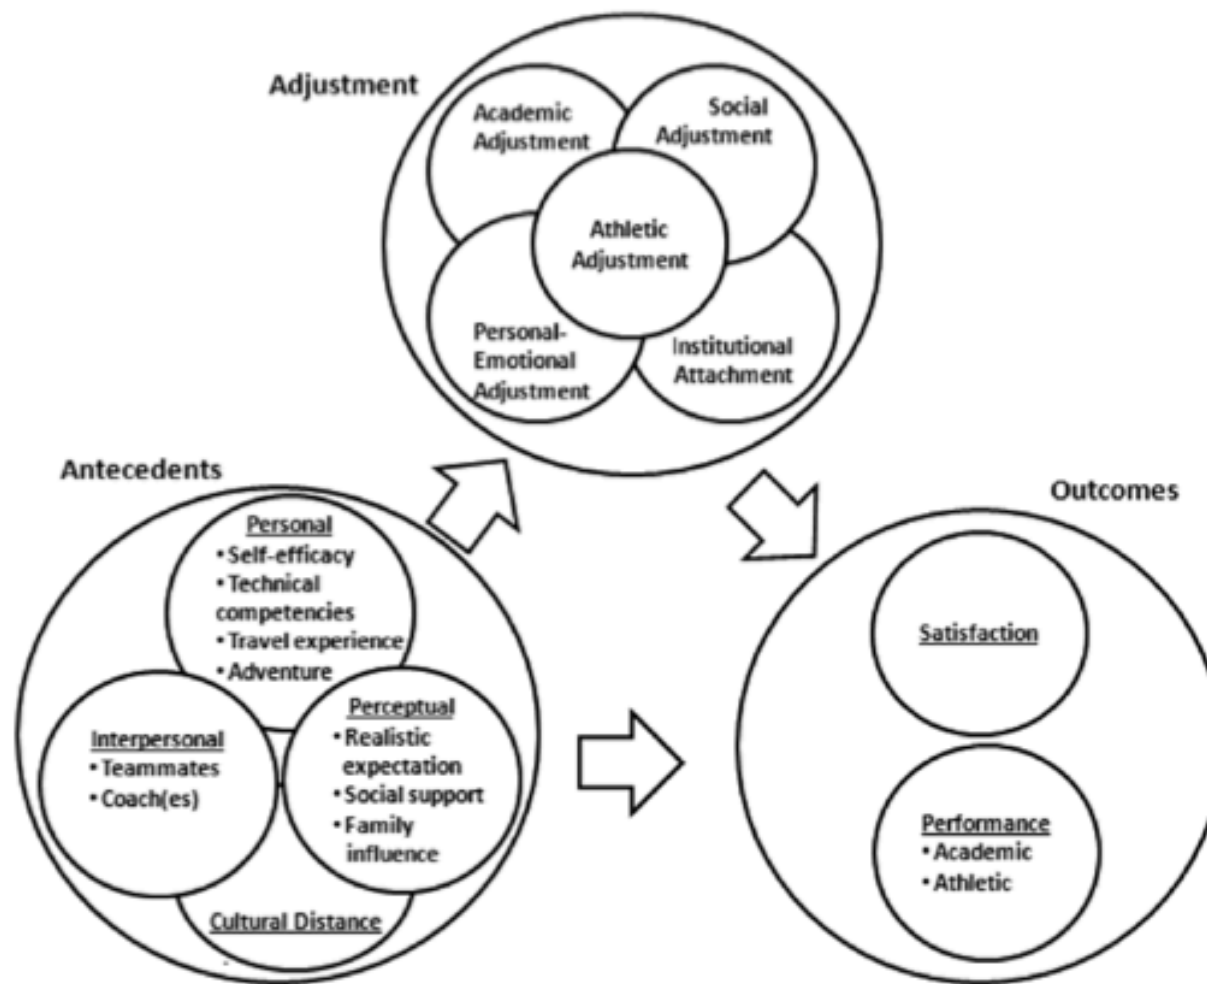 Adjustment
Academic
Adjustment
Social
Adjustment
Athletic
Adjustment
Personal-
Emotional
Adjustment
Institutional
Attachment
Antecedents
Personal
• Self-efficacy
• Technical
competencies
• Travel experience
• Adventure
Interpersonal
• Teammates
• Coach(es)
Perceptual
• Realistic
expectation
• Social support
• Family
influence
Cultural Distance
Outcomes
Satisfaction
Performance
• Academic
• Athletic